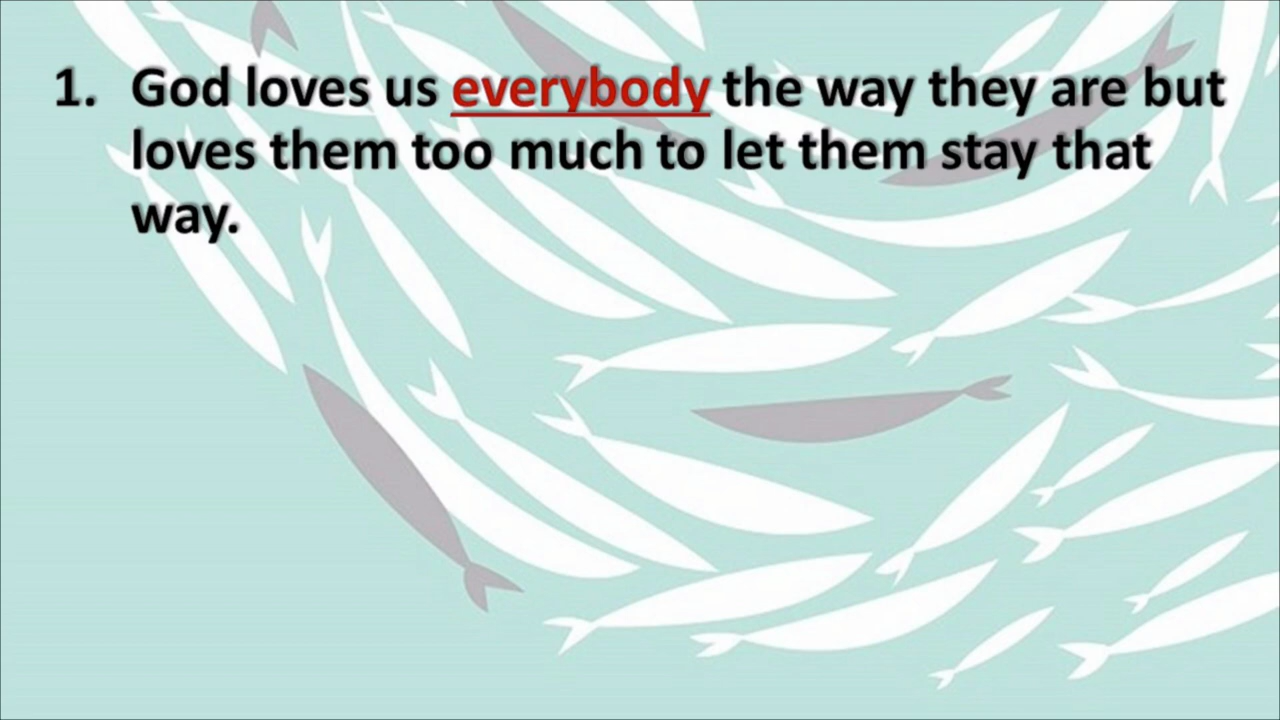 1. God loves us everybody the way they are but
loves them too much to let them stay that
way.